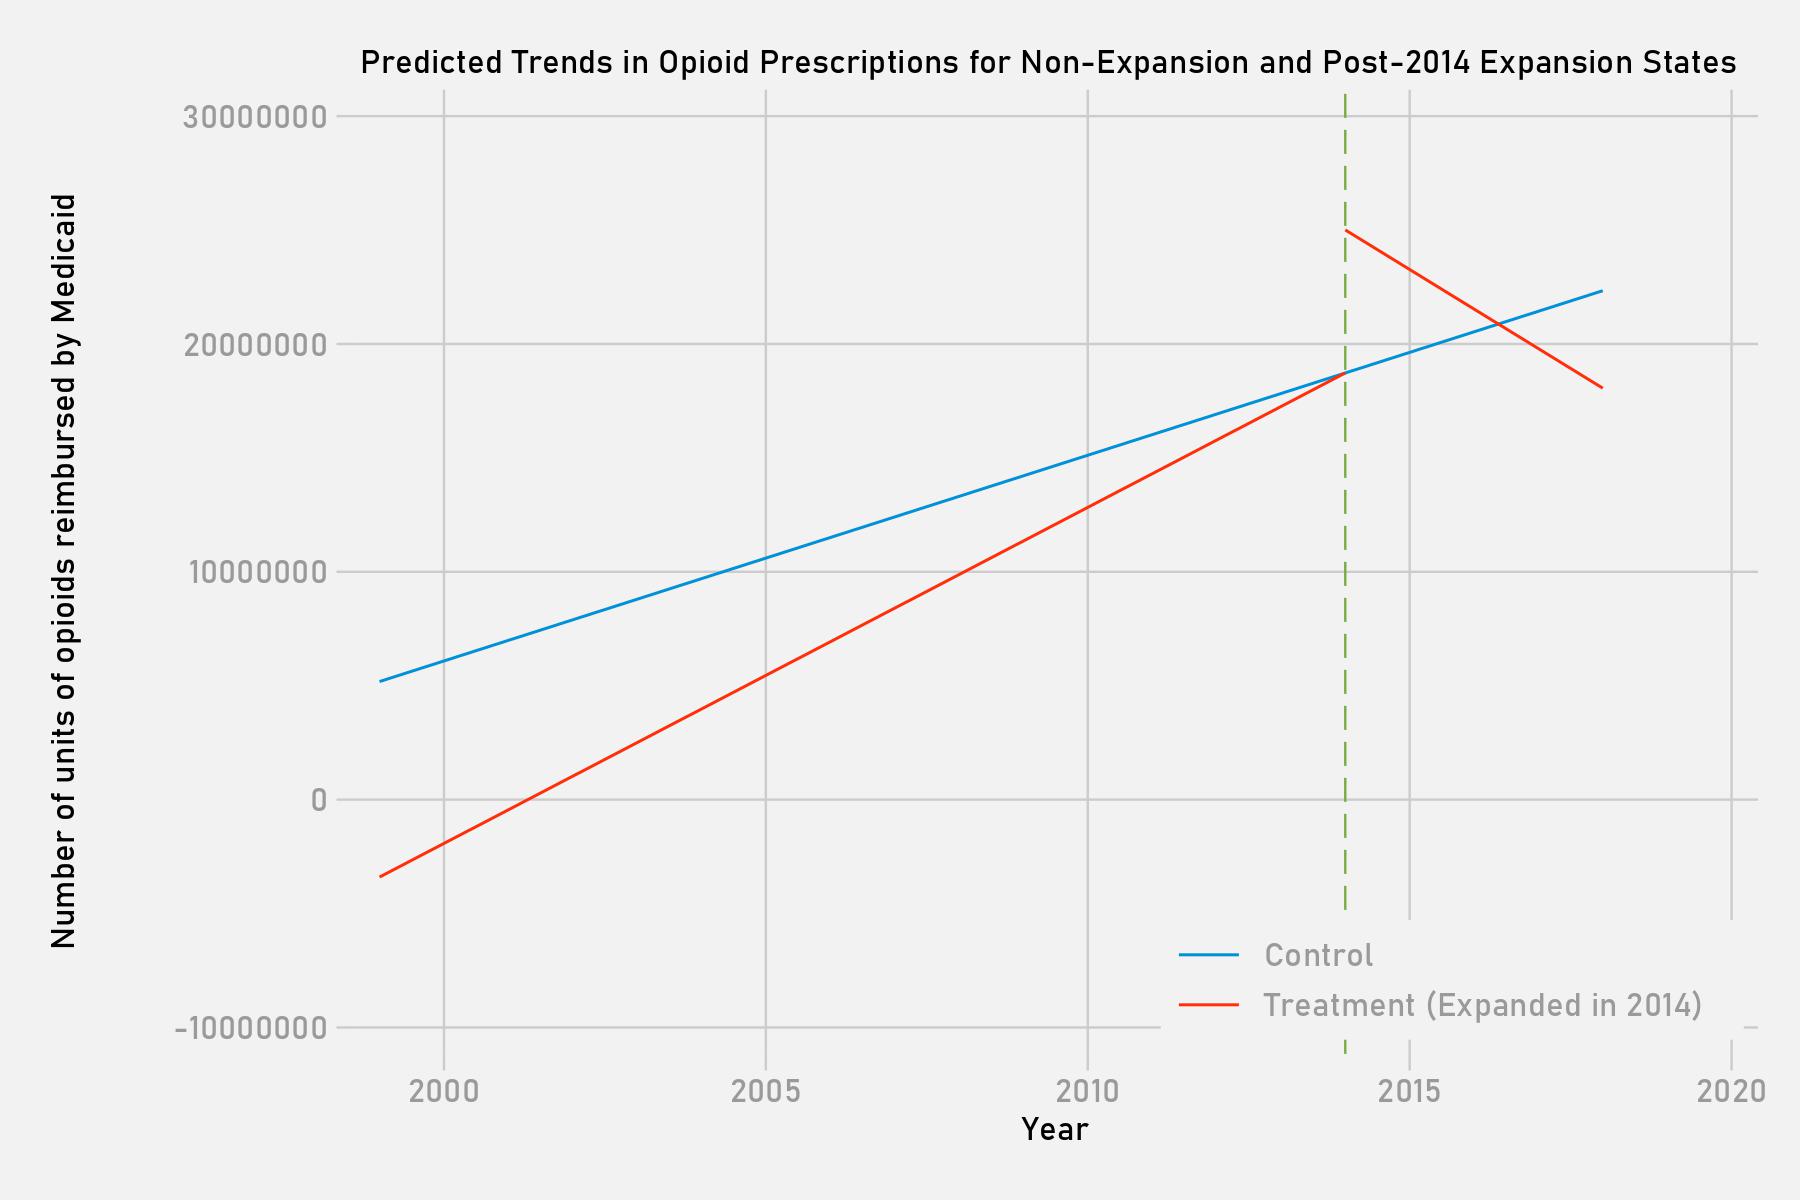 Predicted Trends in Opioid Prescriptions for Non-Expansion and Post-2014 Expansion States
Number of units of opioids reimbursed by Medicaid
30000000
20000000
10000000
0
-10000000
Control
Treatment (Expanded in 2014)
2000
2005
2010
2015
2020
Year